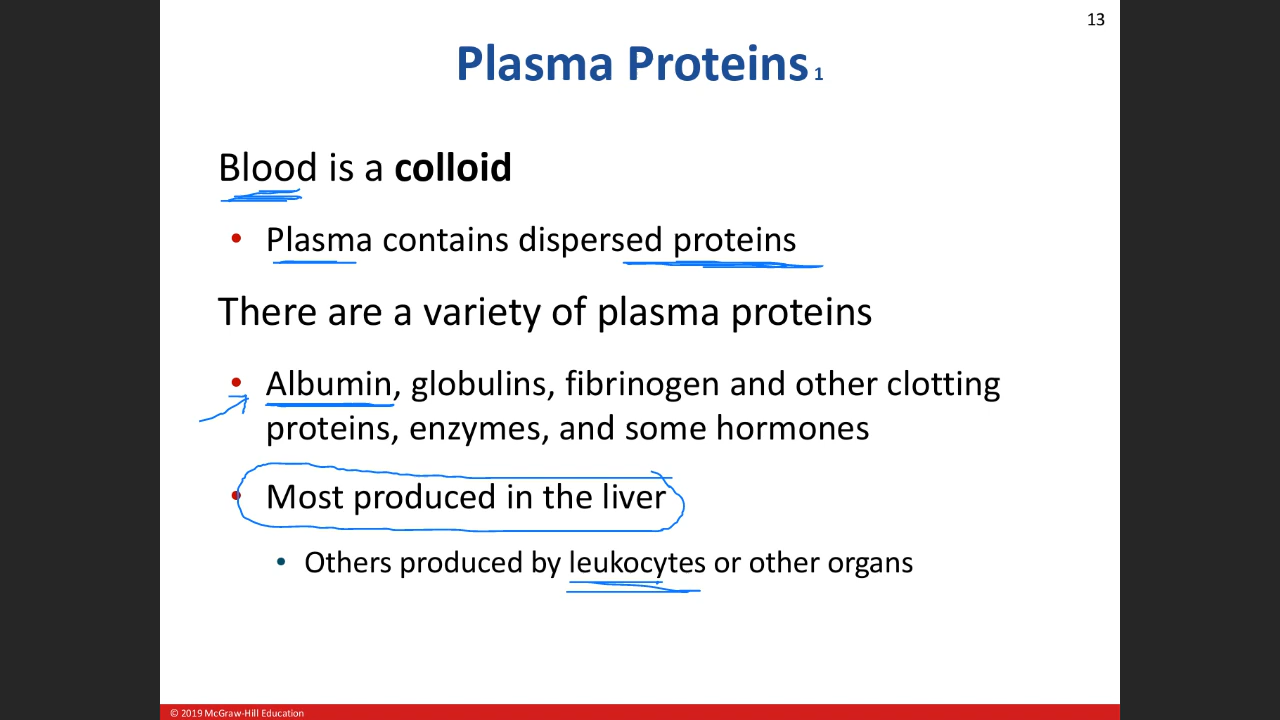 13
Plasma Proteins 1
Blood is a colloid
• Plasma contains dispersed proteins
There are a variety of plasma proteins
• Albumin, globulins, fibrinogen and other clotting
proteins, enzymes, and some hormones
• Most produced in the liver
• Others produced by leukocytes or other organs
© 2019 McGraw-Hill Education